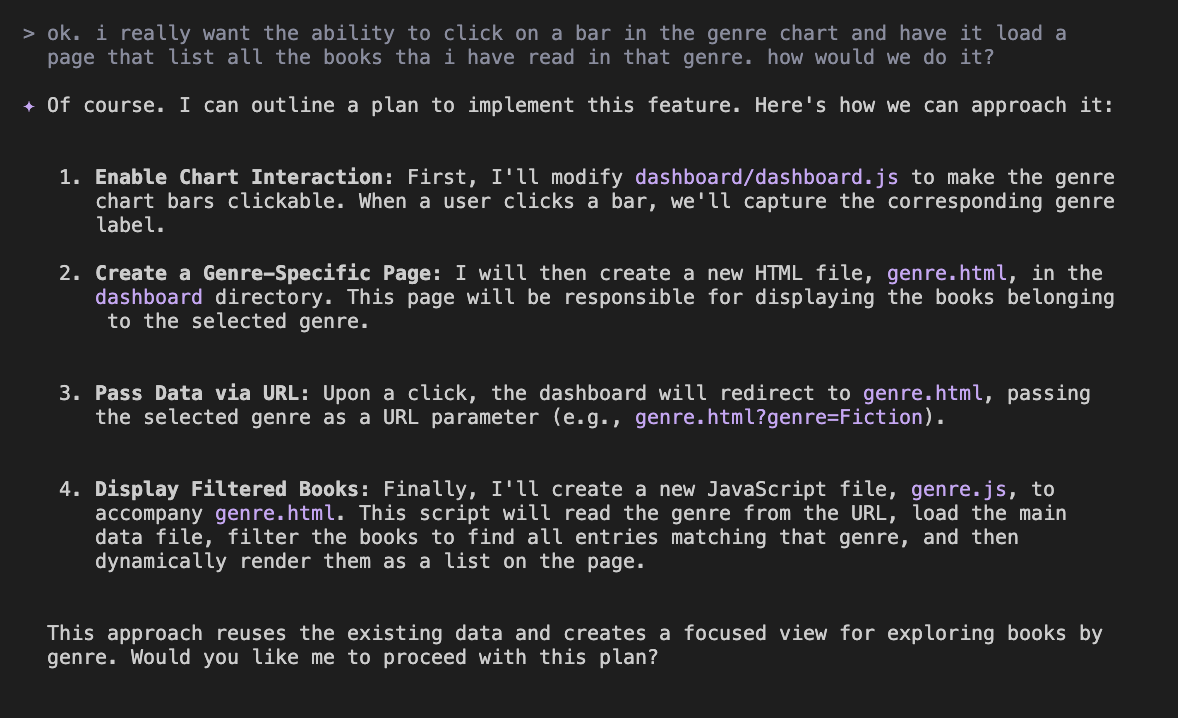 > ok. i really want the ability to click on a bar in the genre chart and have it load a
page that list all the books tha i have read in that genre. how would we do it?
✦ Of course. I can outline a plan to implement this feature. Here's how we can approach it:
1. Enable Chart Interaction: First, I'll modify dashboard/dashboard.js to make the genre
chart bars clickable. When a user clicks a bar, we'll capture the corresponding genre
label.
2. Create a Genre-Specific Page: I will then create a new HTML file, genre.html, in the
dashboard directory. This page will be responsible for displaying the books belonging
to the selected genre.
3. Pass Data via URL: Upon a click, the dashboard will redirect to genre.html, passing
the selected genre as a URL parameter (e.g., genre.html?genre=Fiction).
4. Display Filtered Books: Finally, I'll create a new JavaScript file, genre.js, to
accompany genre.html. This script will read the genre from the URL, load the main
data file, filter the books to find all entries matching that genre, and then
dynamically render them as a list on the page.
This approach reuses the existing data and creates a focused view for exploring books by
genre. Would you like me to proceed with this plan?